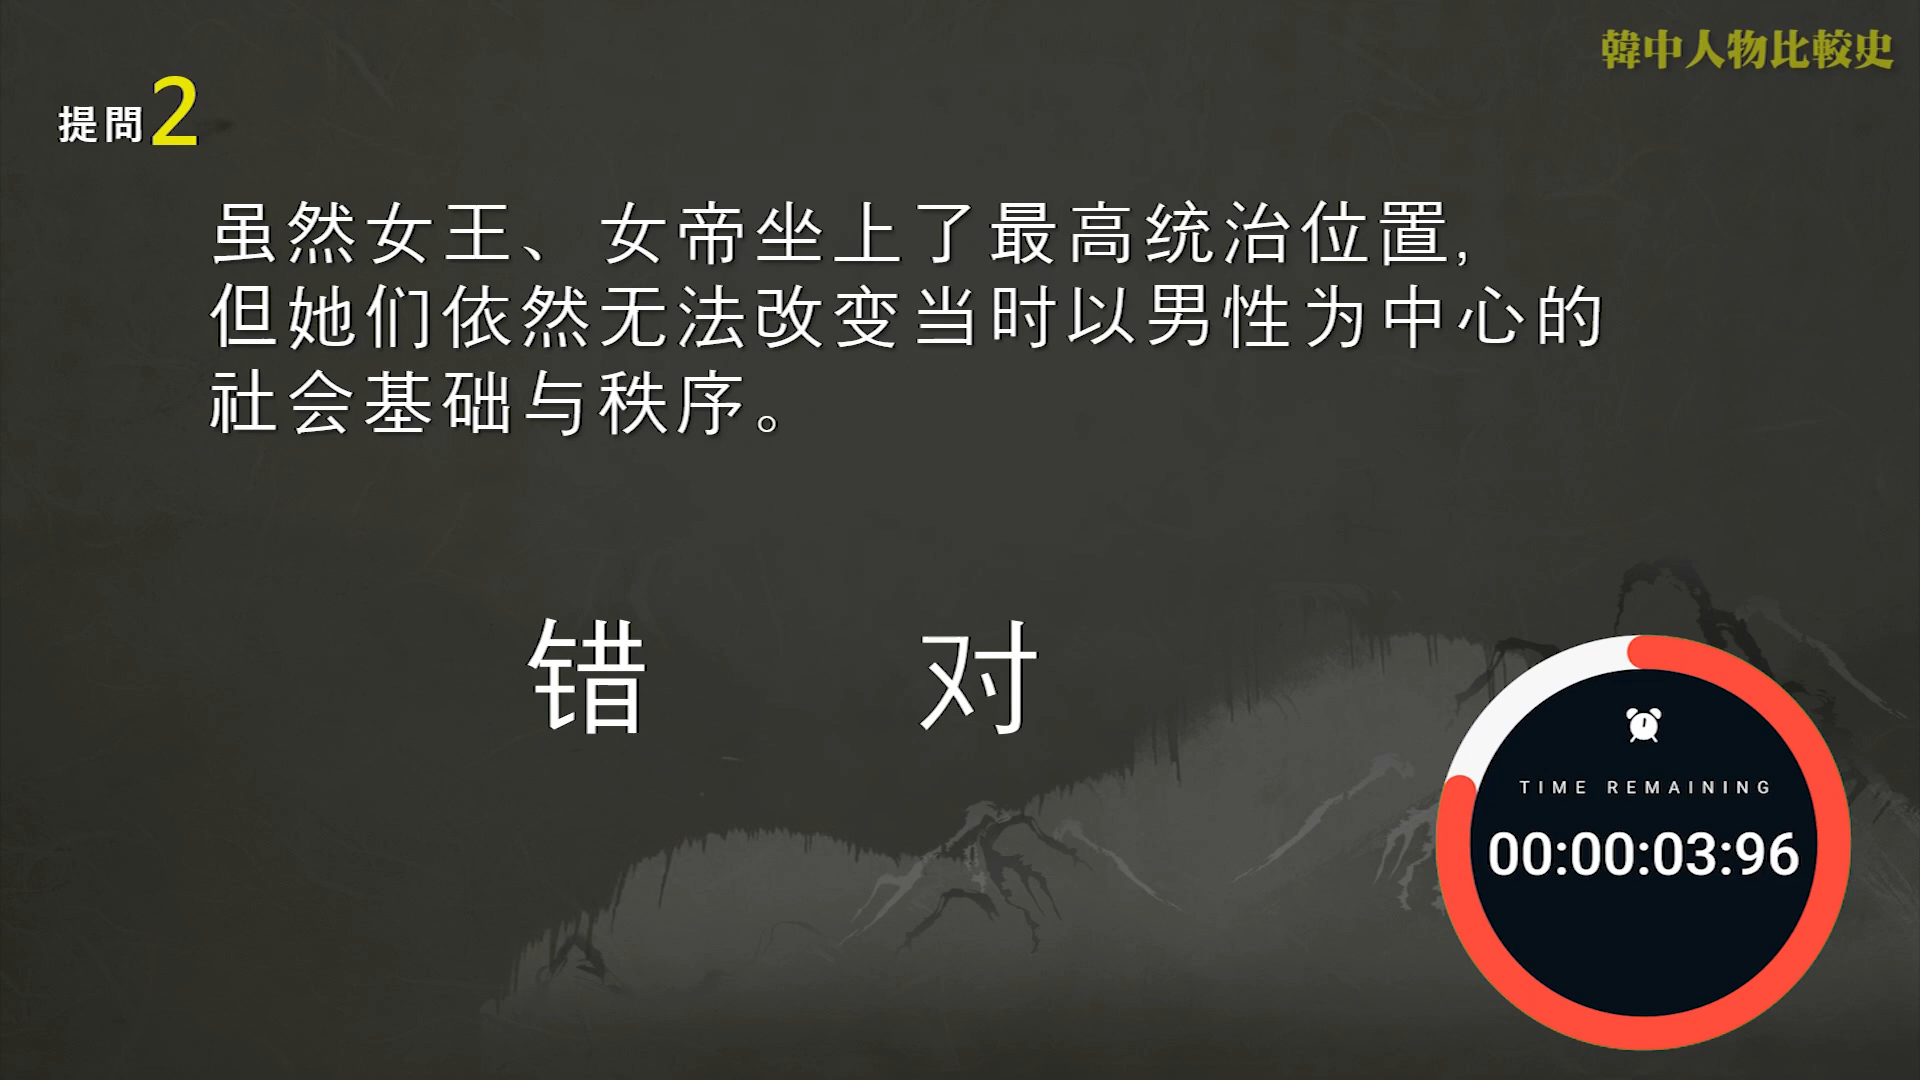 韓中人物比較史
提問2
虽然女王、女帝坐上了最高统治位置,
但她们依然无法改变当时以男性为中心的
社会基础与秩序。
错 对
TIME REMAINING
00:00:03:96